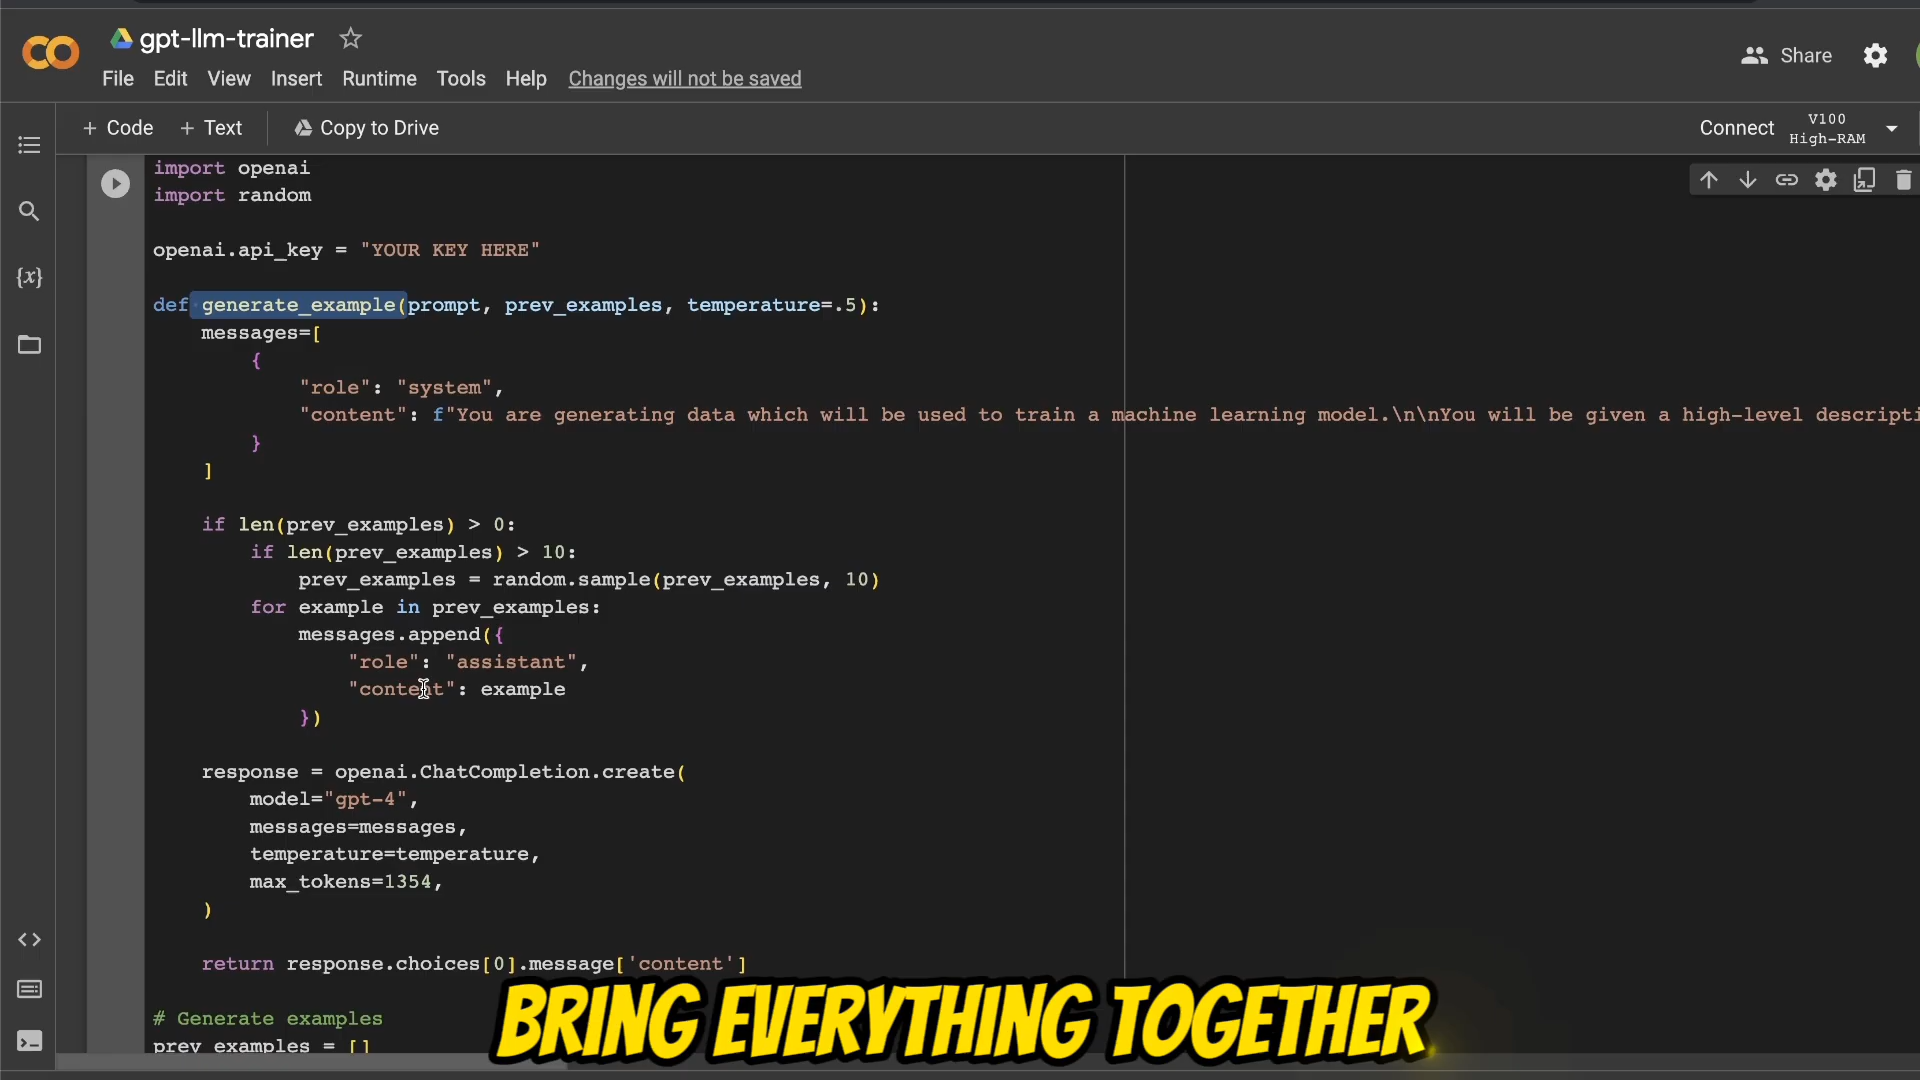 gpt-llm-trainer
File Edit View Insert Runtime Tools Help Changes will not be saved
Share
+ Code + Text Copy to Drive
Connect V100 High-RAM
import openai
import random
openai.api_key = "YOUR KEY HERE"
def generate_example(prompt, prev_examples, temperature=.5):
messages=[
{
"role": "system",
"content": f"You are generating data which will be used to train a machine learning model.\n\nYou will be given a high-level descripti
}
]
if len(prev_examples) > 0:
if len(prev_examples) > 10:
prev_examples = random.sample(prev_examples, 10)
for example in prev_examples:
messages.append({
"role": "assistant",
"content": example
})
response = openai.ChatCompletion.create(
model="gpt-4",
messages=messages,
temperature=temperature,
max_tokens=1354,
)
return response.choices[0].message['content']
# Generate examples
prev_examples = []
BRING EVERYTHING TOGETHER